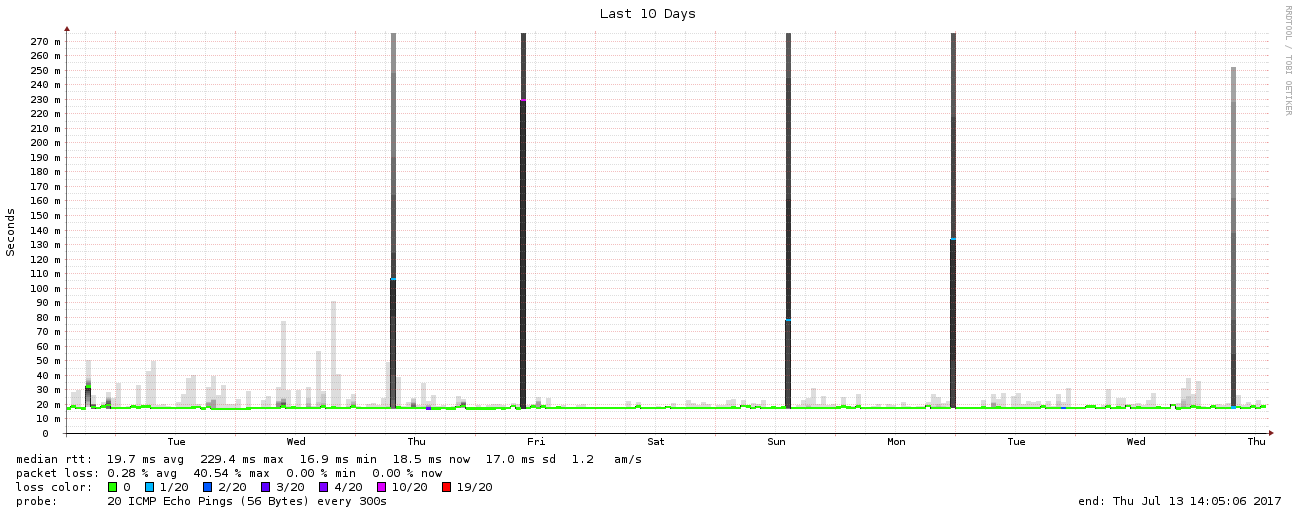 Last 10 Days
RRDTOOL / TOBI OETIKER
Seconds
270 m
260 m
250 m
240 m
230 m
220 m
210 m
200 m
190 m
180 m
170 m
160 m
150 m
140 m
130 m
120 m
110 m
100 m
90 m
80 m
70 m
60 m
50 m
40 m
30 m
20 m
10 m
0
Tue Wed Thu Fri Sat Sun Mon Tue Wed Thu
median rtt: 19.7 ms avg 229.4 ms max 16.9 ms min 18.5 ms now 17.0 ms sd 1.2 am/s
packet loss: 0.28 % avg 40.54 % max 0.00 % min 0.00 % now
loss color: 0 1/20 2/20 3/20 4/20 10/20 19/20
probe: 20 ICMP Echo Pings (56 Bytes) every 300s end: Thu Jul 13 14:05:06 2017